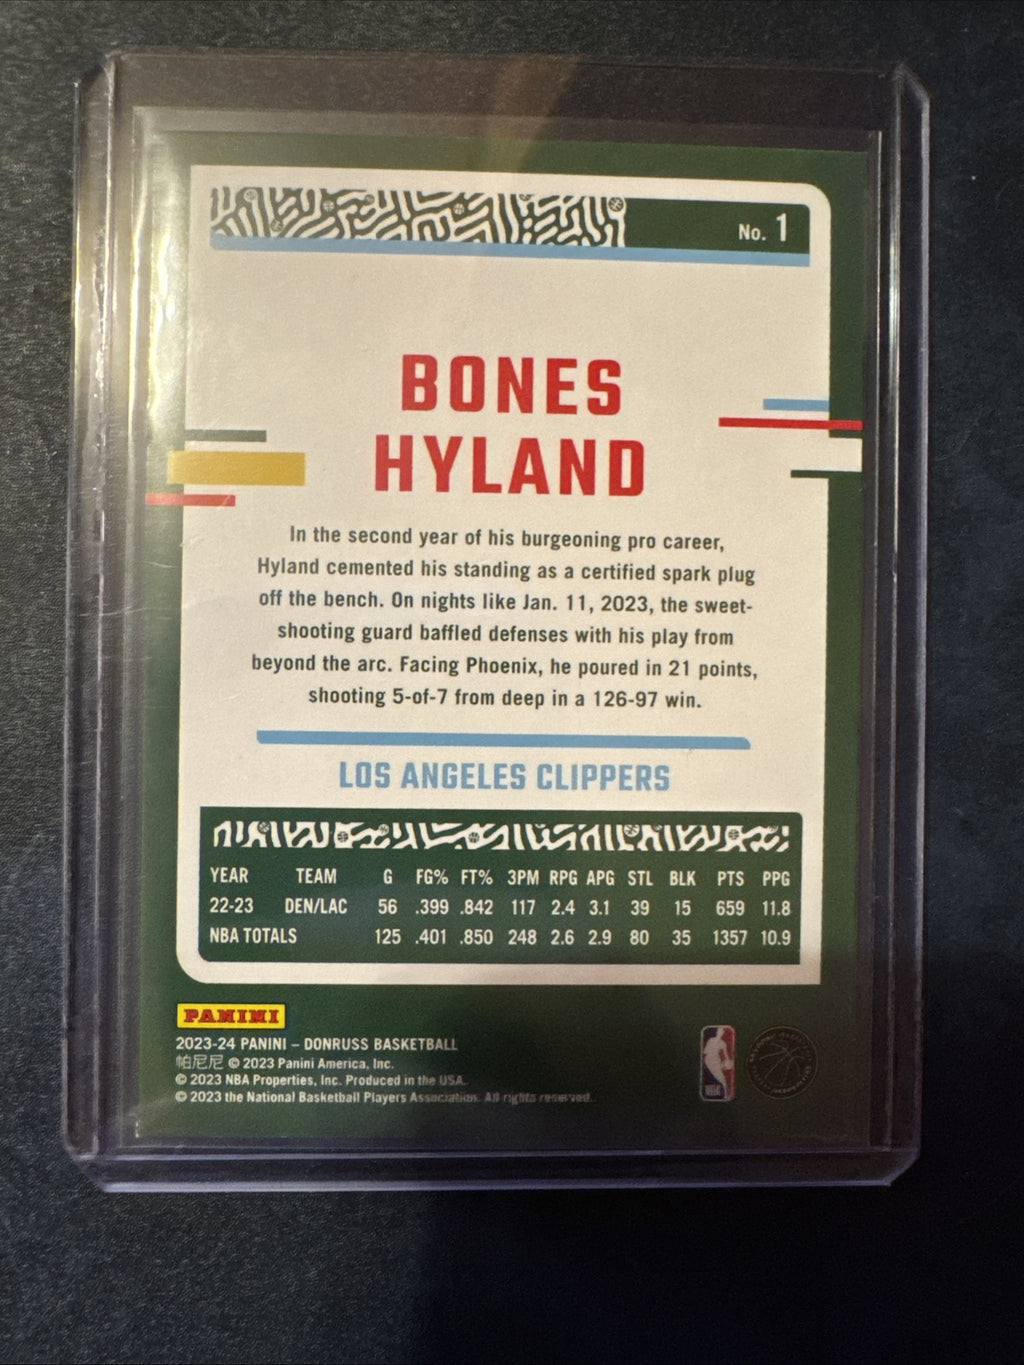 No. 1
BONES
HYLAND
In the second year of his burgeoning pro career,
Hyland cemented his standing as a certified spark plug
off the bench. On nights like Jan. 11, 2023, the sweet-
shooting guard baffled defenses with his play from
beyond the arc. Facing Phoenix, he poured in 21 points,
shooting 5-of-7 from deep in a 126-97 win.
LOS ANGELES CLIPPERS
YEAR TEAM G FG% FT% 3PM RPG APG STL BLK PTS PPG
22-23 DEN/LAC 56 .399 .842 117 2.4 3.1 39 15 659 11.8
NBA TOTALS 125 .401 .850 248 2.6 2.9 80 35 1357 10.9
PANINI
2023-24 PANINI – DONRUSS BASKETBALL
帕尼尼 © 2023 Panini America, Inc.
© 2023 NBA Properties, Inc. Produced in the USA.
© 2023 the National Basketball Players Association. All rights reserved.
NBA